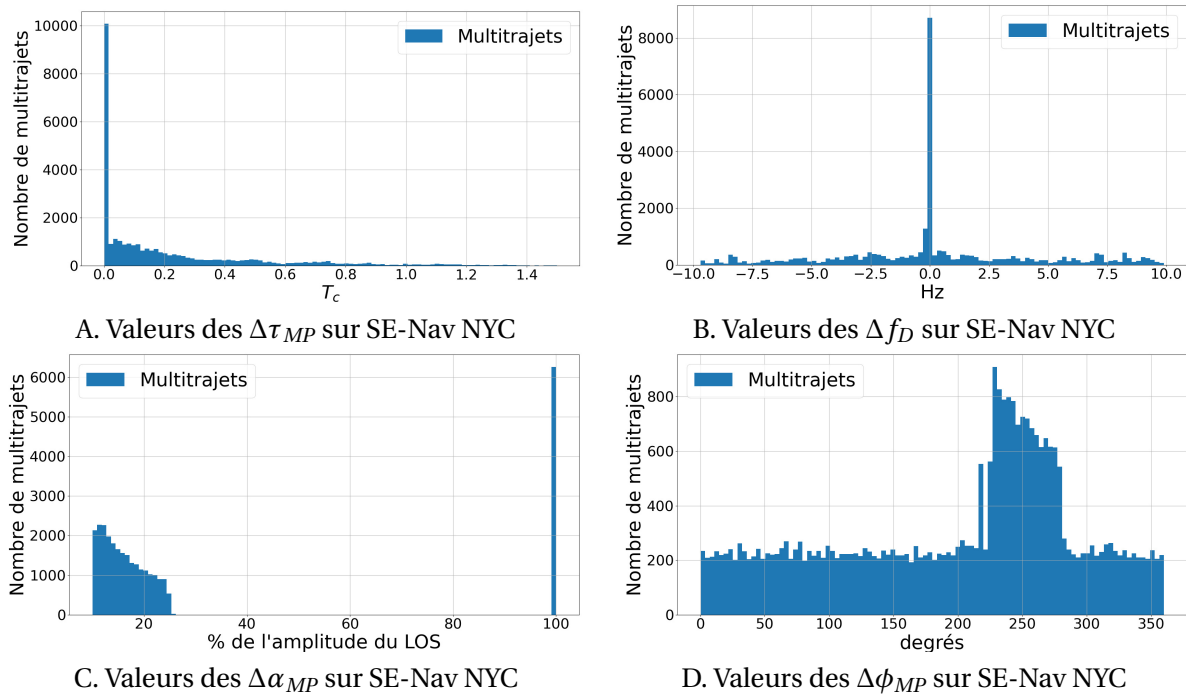 10000
8000
6000
4000
2000
0
Nombre de multitrajets
Multitrajets
0.0 0.2 0.4 0.6 0.8 1.0 1.2 1.4
T_c
A. Valeurs des Δτ_MP sur SE-Nav NYC
8000
6000
4000
2000
0
Nombre de multitrajets
Multitrajets
−10.0 −7.5 −5.0 −2.5 0.0 2.5 5.0 7.5 10.0
Hz
B. Valeurs des Δf_D sur SE-Nav NYC
6000
5000
4000
3000
2000
1000
0
Nombre de multitrajets
Multitrajets
20 40 60 80 100
% de l'amplitude du LOS
C. Valeurs des Δα_MP sur SE-Nav NYC
800
600
400
200
0
Nombre de multitrajets
Multitrajets
0 50 100 150 200 250 300 350
degrés
D. Valeurs des Δϕ_MP sur SE-Nav NYC